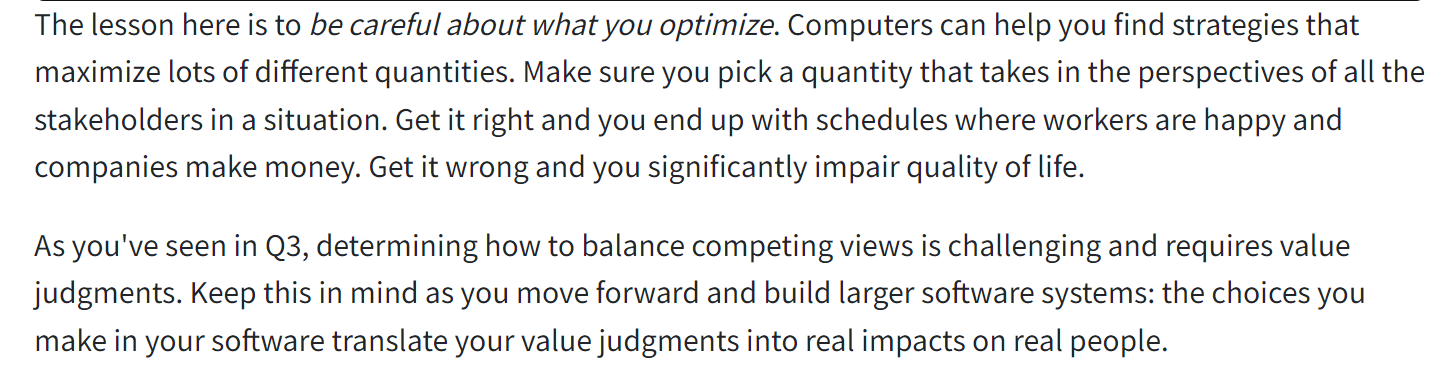 The lesson here is to be careful about what you optimize. Computers can help you find strategies that
maximize lots of different quantities. Make sure you pick a quantity that takes in the perspectives of all the
stakeholders in a situation. Get it right and you end up with schedules where workers are happy and
companies make money. Get it wrong and you significantly impair quality of life.
As you've seen in Q3, determining how to balance competing views is challenging and requires value
judgments. Keep this in mind as you move forward and build larger software systems: the choices you
make in your software translate your value judgments into real impacts on real people.